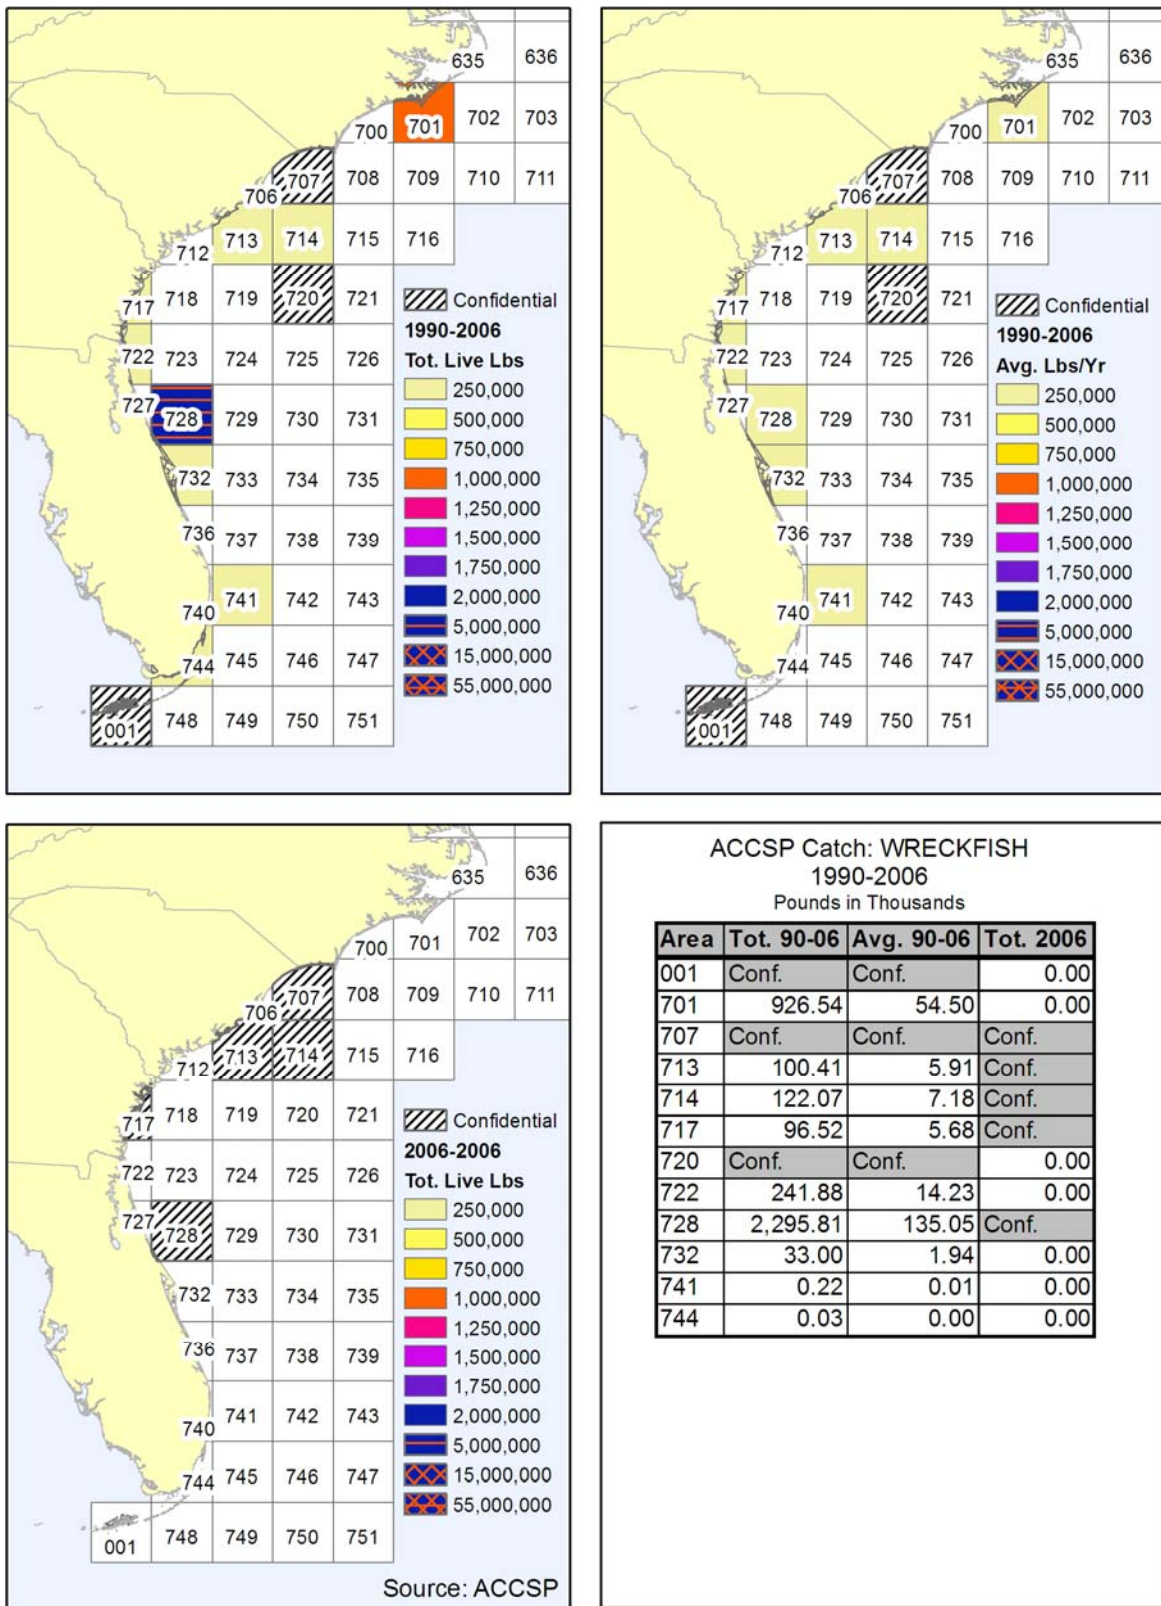 635 636
700 701 702 703
706 707 708 709 710 711
712 713 714 715 716
717 718 719 720 721
722 723 724 725 726
727 728 729 730 731
732 733 734 735
736 737 738 739
740 741 742 743
744 745 746 747
001 748 749 750 751
Confidential
1990-2006
Tot. Live Lbs
250,000
500,000
750,000
1,000,000
1,250,000
1,500,000
1,750,000
2,000,000
5,000,000
15,000,000
55,000,000
635 636
700 701 702 703
706 707 708 709 710 711
712 713 714 715 716
717 718 719 720 721
722 723 724 725 726
727 728 729 730 731
732 733 734 735
736 737 738 739
740 741 742 743
744 745 746 747
001 748 749 750 751
Confidential
1990-2006
Avg. Lbs/Yr
250,000
500,000
750,000
1,000,000
1,250,000
1,500,000
1,750,000
2,000,000
5,000,000
15,000,000
55,000,000
635 636
700 701 702 703
706 707 708 709 710 711
712 713 714 715 716
717 718 719 720 721
722 723 724 725 726
727 728 729 730 731
732 733 734 735
736 737 738 739
740 741 742 743
744 745 746 747
001 748 749 750 751
Confidential
2006-2006
Tot. Live Lbs
250,000
500,000
750,000
1,000,000
1,250,000
1,500,000
1,750,000
2,000,000
5,000,000
15,000,000
55,000,000
Source: ACCSP
ACCSP Catch: WRECKFISH
1990-2006
Pounds in Thousands
Area Tot. 90-06 Avg. 90-06 Tot. 2006
001 Conf. Conf. 0.00
701 926.54 54.50 0.00
707 Conf. Conf. Conf.
713 100.41 5.91 Conf.
714 122.07 7.18 Conf.
717 96.52 5.68 Conf.
720 Conf. Conf. 0.00
722 241.88 14.23 0.00
728 2,295.81 135.05 Conf.
732 33.00 1.94 0.00
741 0.22 0.01 0.00
744 0.03 0.00 0.00